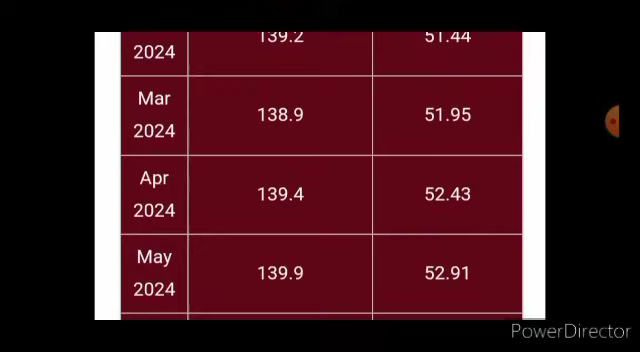 2024 139.2 51.44
Mar
2024 138.9 51.95
Apr
2024 139.4 52.43
May
2024 139.9 52.91
PowerDirector